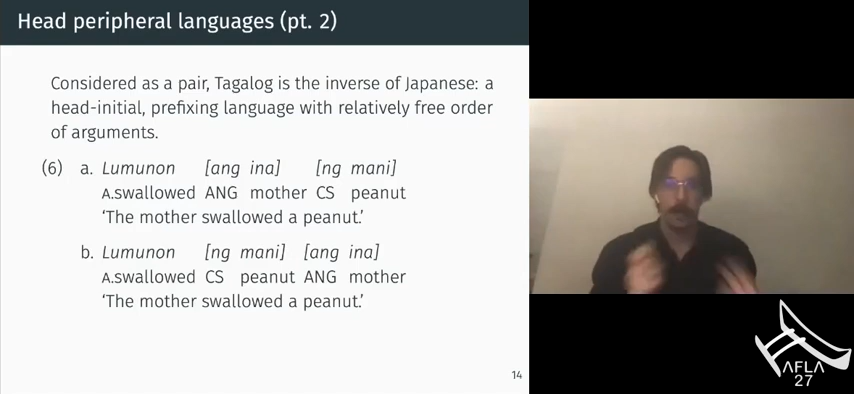 Head peripheral languages (pt. 2)
Considered as a pair, Tagalog is the inverse of Japanese: a
head-initial, prefixing language with relatively free order
of arguments.
(6) a. Lumunon [ang ina] [ng mani]
A.swallowed ANG mother CS peanut
‘The mother swallowed a peanut.’
b. Lumunon [ng mani] [ang ina]
A.swallowed CS peanut ANG mother
‘The mother swallowed a peanut.’
14
AFLA
27